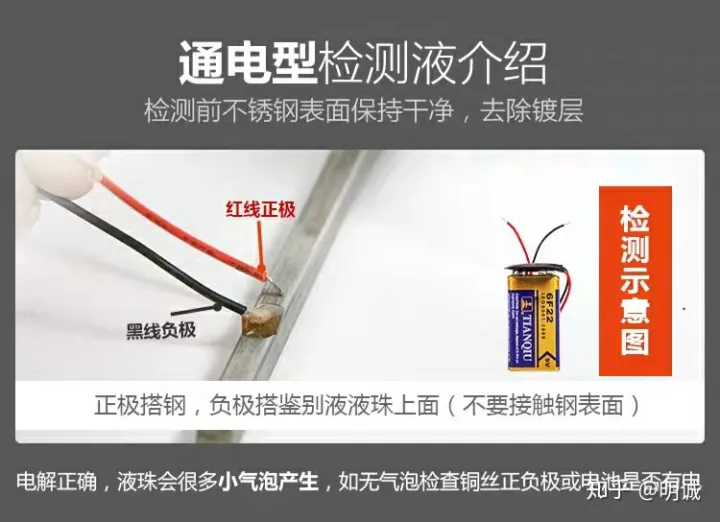 通电型检测液介绍
检测前不锈钢表面保持干净，去除镀层
红线正极
黑线负极
6F22
TIANQIU
9V
检测示意图
正极搭钢，负极搭鉴别液液珠上面（不要接触钢表面）
电解正确，液珠会很多小气泡产生，如无气泡检查铜丝正负极或电池是否有电
知乎 @明诚